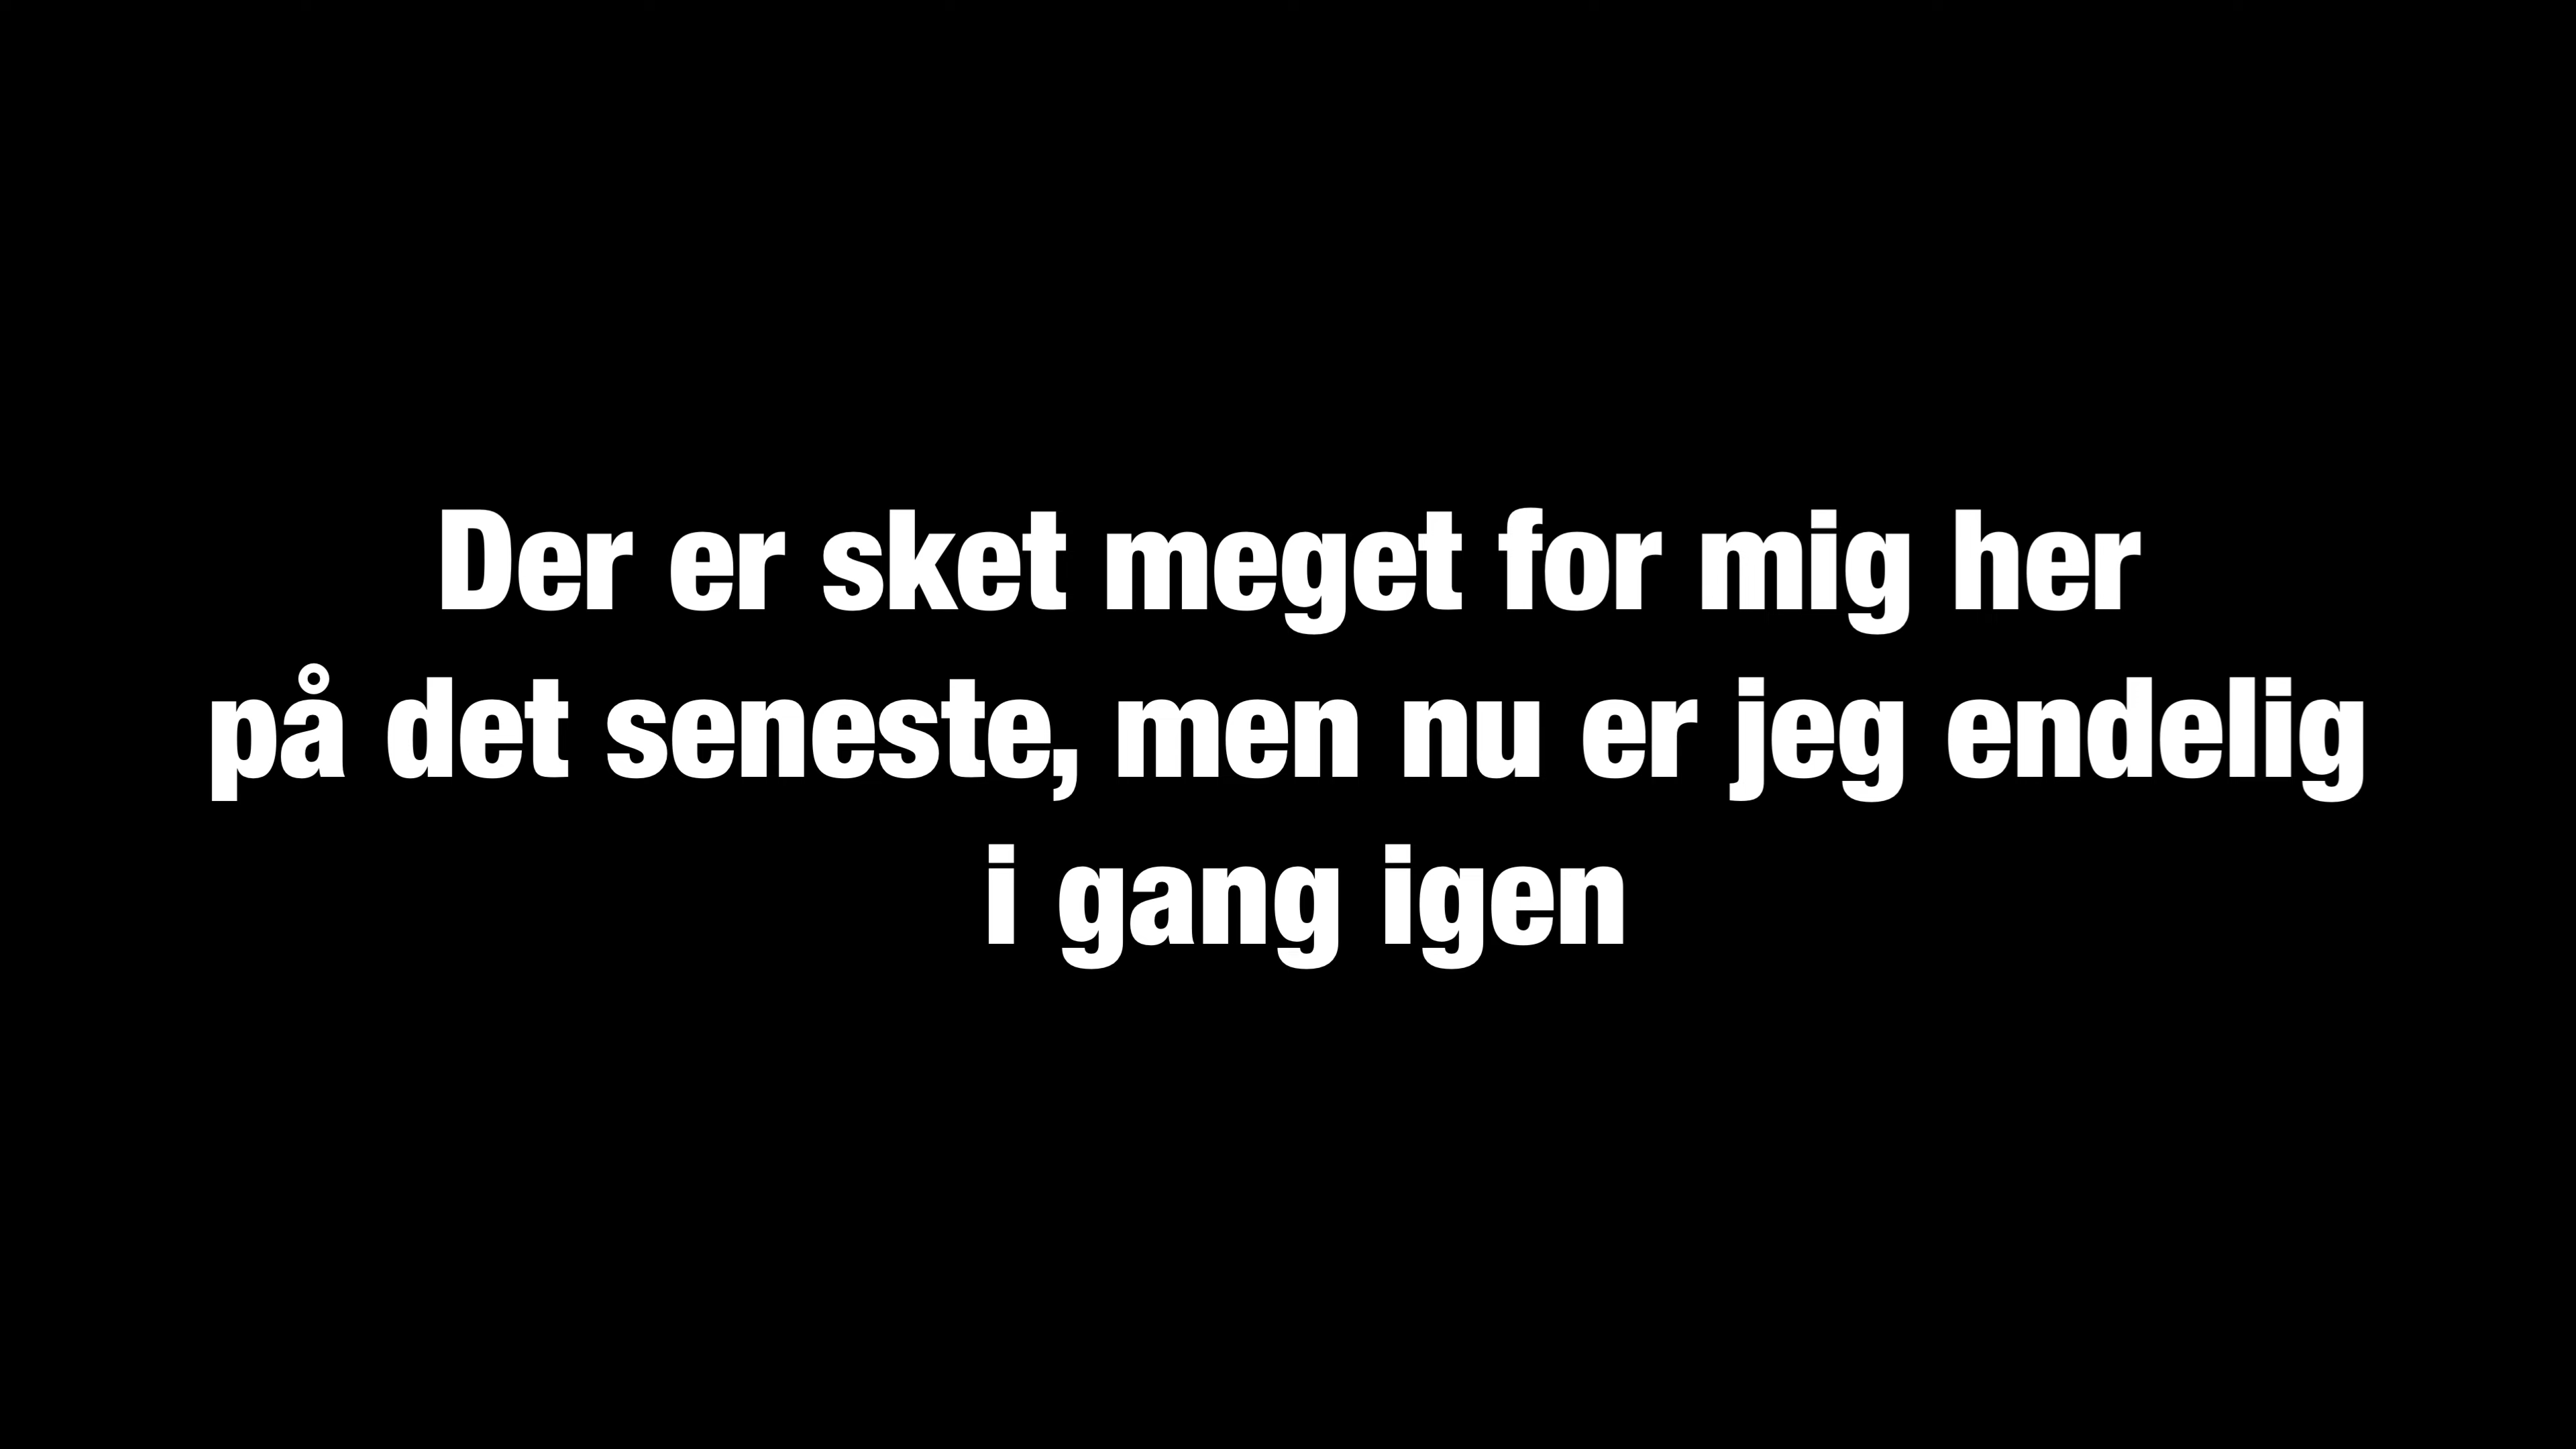 Der er sket meget for mig her
på det seneste, men nu er jeg endelig
i gang igen